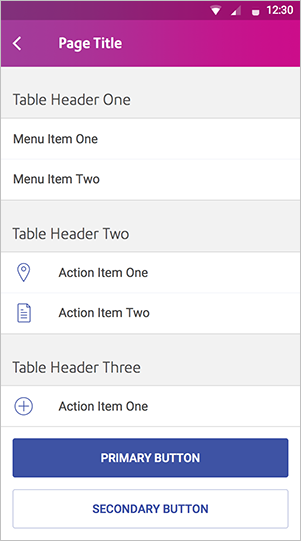 12:30
Page Title
Table Header One
Menu Item One
Menu Item Two
Table Header Two
Action Item One
Action Item Two
Table Header Three
Action Item One
PRIMARY BUTTON
SECONDARY BUTTON